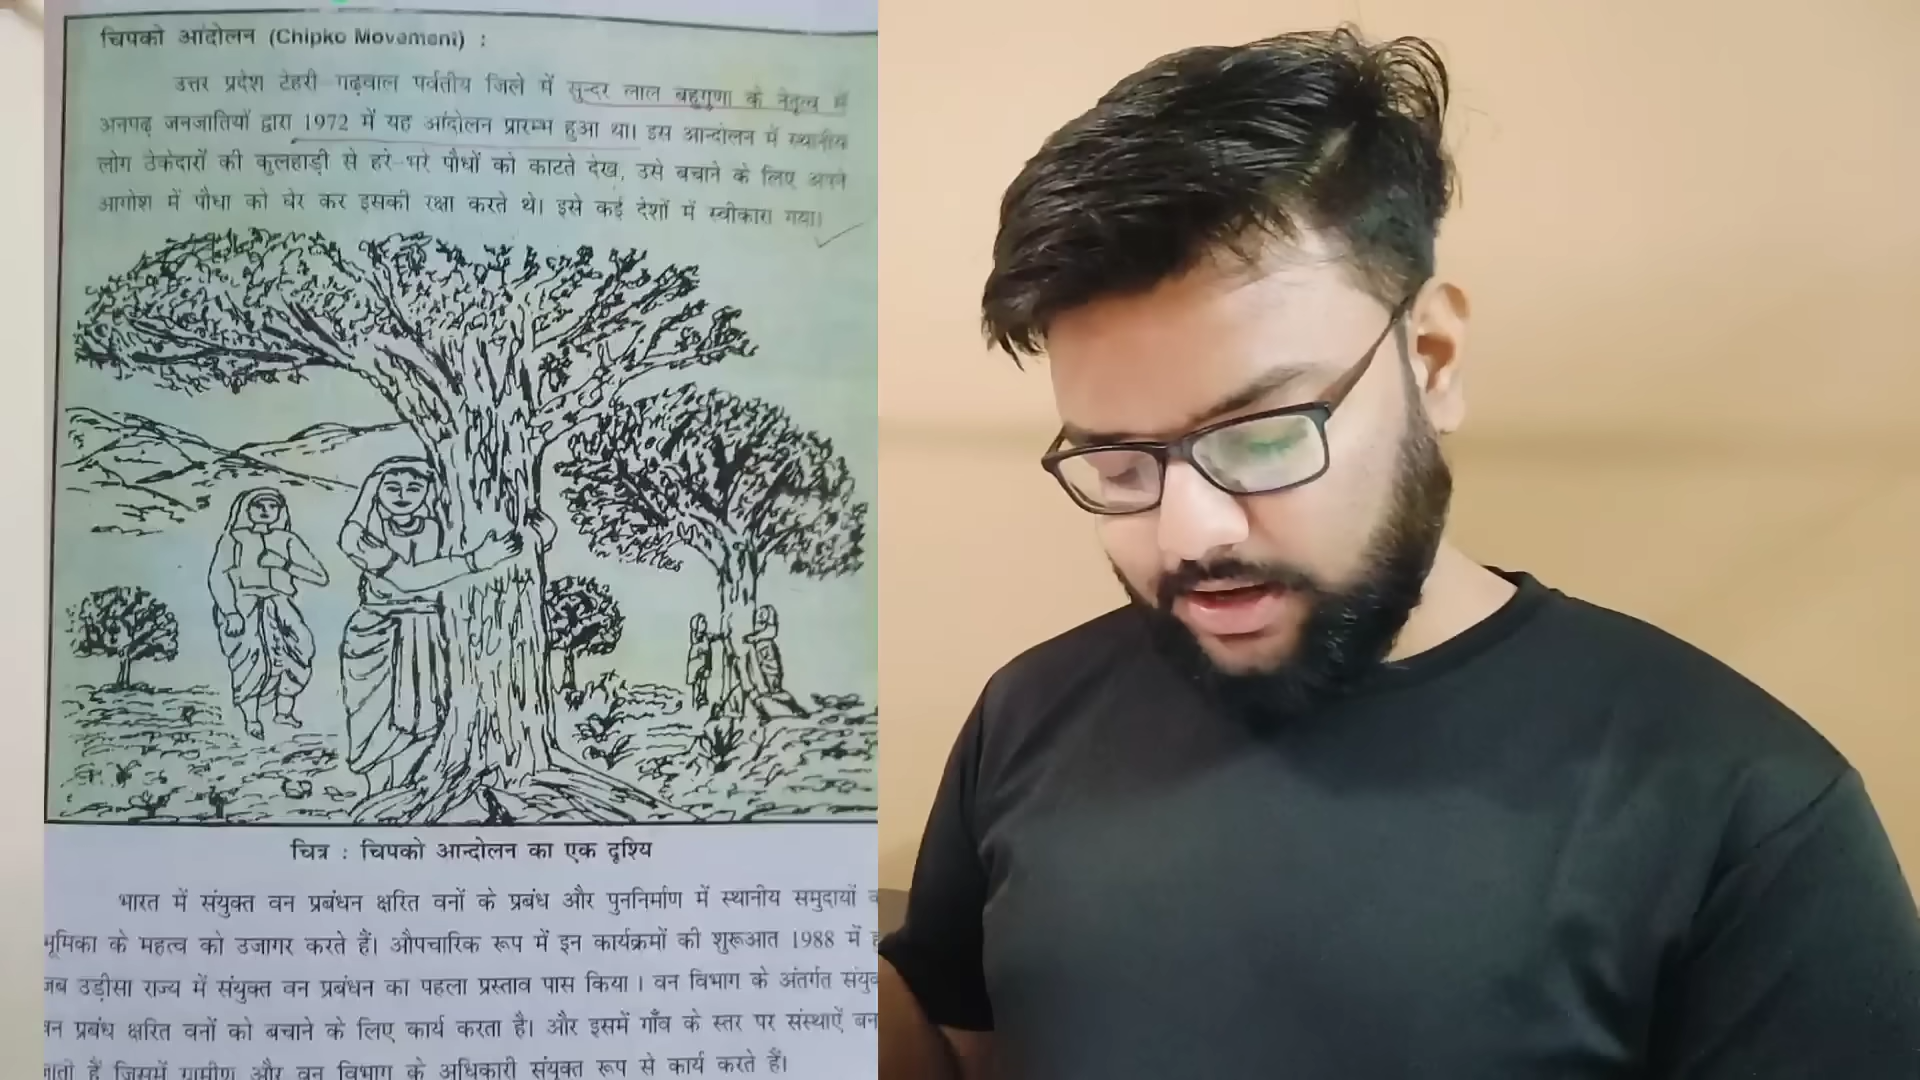 चिपको आंदोलन (Chipko Movement) :
उत्तर प्रदेश टेहरी गढ़वाल पर्वतीय जिले में सुन्दर लाल बहुगुणा के नेतृत्व में
अनपढ़ जनजातियों द्वारा 1972 में यह आंदोलन प्रारम्भ हुआ था। इस आन्दोलन में स्थानीय
लोग ठेकेदारों की कुलहाड़ी से हरे-भरे पौधों को काटते देख, उसे बचाने के लिए अपने
आगोश में पौधा को घेर कर इसकी रक्षा करते थे। इसे कई देशों में स्वीकारा गया।
चित्र : चिपको आन्दोलन का एक दृश्यि
भारत में संयुक्त वन प्रबंधन क्षरित वनों के प्रबंध और पुननिर्माण में स्थानीय समुदायों
भूमिका के महत्व को उजागर करते हैं। औपचारिक रूप में इन कार्यक्रमों की शुरूआत 1988 में
जब उड़ीसा राज्य में संयुक्त वन प्रबंधन का पहला प्रस्ताव पास किया। वन विभाग के अंतर्गत
प्रबंध क्षरित वनों को बचाने के लिए कार्य करता है। और इसमें गाँव के स्तर पर संस्थाऐं
हैं जिसमें ग्रामीण और वन विभाग के अधिकारी संयुक्त रूप से कार्य करते हैं।